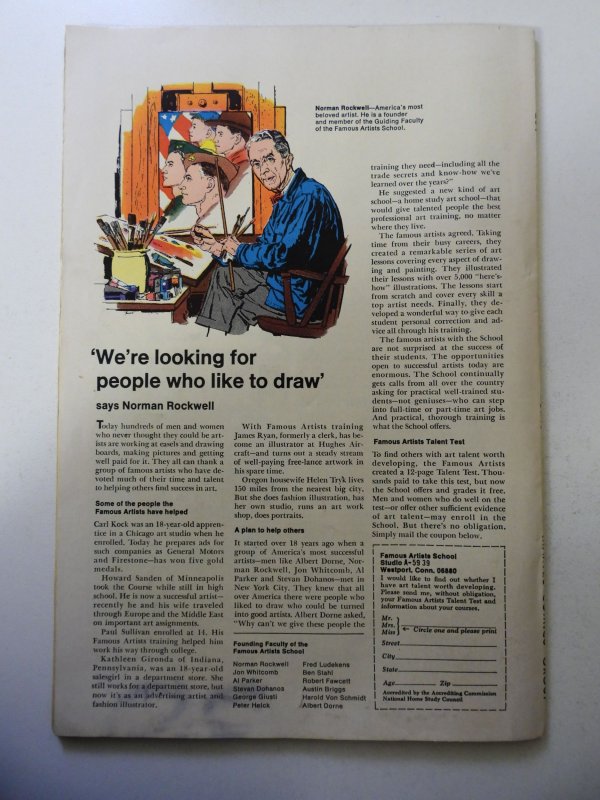 Norman Rockwell—America's most
beloved artist. He is a founder
and member of the Guiding Faculty
of the Famous Artists School.
'We're looking for
people who like to draw'
says Norman Rockwell
Today hundreds of men and women
who never thought they could be art-
ists are working at easels and drawing
boards, making pictures and getting
well paid for it. They all can thank a
group of famous artists who have de-
voted much of their time and talent
to helping others find success in art.
Some of the people the
Famous Artists have helped
Carl Kock was an 18-year-old appren-
tice in a Chicago art studio when he
enrolled. Today he prepares ads for
such companies as General Motors
and Firestone—has won five gold
medals.
Howard Sanden of Minneapolis
took the Course while still in high
school. He is now a successful artist—
recently he and his wife traveled
through Europe and the Middle East
on important art assignments.
Paul Sullivan enrolled at 14. His
Famous Artists training helped him
work his way through college.
Kathleen Gironda of Indiana,
Pennsylvania, was an 18-year-old
salesgirl in a department store. She
still works for a department store, but
now it's as an advertising artist and
fashion illustrator.
With Famous Artists training
James Ryan, formerly a clerk, has be-
come an illustrator at Hughes Air-
craft—and turns out a steady stream
of well-paying free-lance artwork in
his spare time.
Oregon housewife Helen Tryk lives
150 miles from the nearest big city.
But she does fashion illustration, has
her own studio, runs an art work
shop, does portraits.
A plan to help others
It started over 18 years ago when a
group of America's most successful
artists—men like Albert Dorne, Nor-
man Rockwell, Jon Whitcomb, Al
Parker and Stevan Dohanos—met in
New York City. They knew that all
over America there were people who
liked to draw who could be turned
into good artists. Albert Dorne asked,
"Why can't we give these people the
Founding Faculty of the
Famous Artists School
Norman Rockwell
Jon Whitcomb
Al Parker
Stevan Dohanos
George Giusti
Peter Helck
Fred Ludekens
Ben Stahl
Robert Fawcett
Austin Briggs
Harold Von Schmidt
Albert Dorne
training they need—including all the
trade secrets and know-how we've
learned over the years?"
He suggested a new kind of art
school—a home study art school—that
would give talented people the best
professional art training, no matter
where they live.
The famous artists agreed. Taking
time from their busy careers, they
created a remarkable series of art
lessons covering every aspect of draw-
ing and painting. They illustrated
their lessons with over 5,000 "here's-
how" illustrations. The lessons start
from scratch and cover every skill a
top artist needs. Finally, they de-
veloped a wonderful way to give each
student personal correction and ad-
vice all through his training.
The famous artists with the School
are not surprised at the success of
their students. The opportunities
open to successful artists today are
enormous. The School continually
gets calls from all over the country
asking for practical well-trained stu-
dents—not geniuses—who can step
into full-time or part-time art jobs.
And practical, thorough training is
what the School offers.
Famous Artists Talent Test
To find others with art talent worth
developing, the Famous Artists
created a 12-page Talent Test. Thou-
sands paid to take this test, but now
the School offers and grades it free.
Men and women who do well on the
test—or offer other sufficient evidence
of art talent—may enroll in the
School. But there's no obligation.
Simply mail the coupon below.
Famous Artists School
Studio A-5939
Westport, Conn. 06880
I would like to find out whether I
have art talent worth developing.
Please send me, without obligation,
your Famous Artists Talent Test and
information about your courses.
Mr.
Mrs.
Miss
Circle one and please print
Street
City
State
Age Zip
Accredited by the Accrediting Commission
National Home Study Council